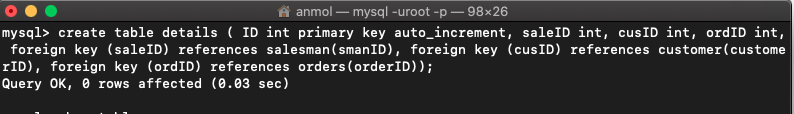 anmol — mysql -uroot -p — 98×26
mysql> create table details ( ID int primary key auto_increment, saleID int, cusID int, ordID int,
foreign key (saleID) references salesman(smanID), foreign key (cusID) references customer(custome
rID), foreign key (ordID) references orders(orderID));
Query OK, 0 rows affected (0.03 sec)